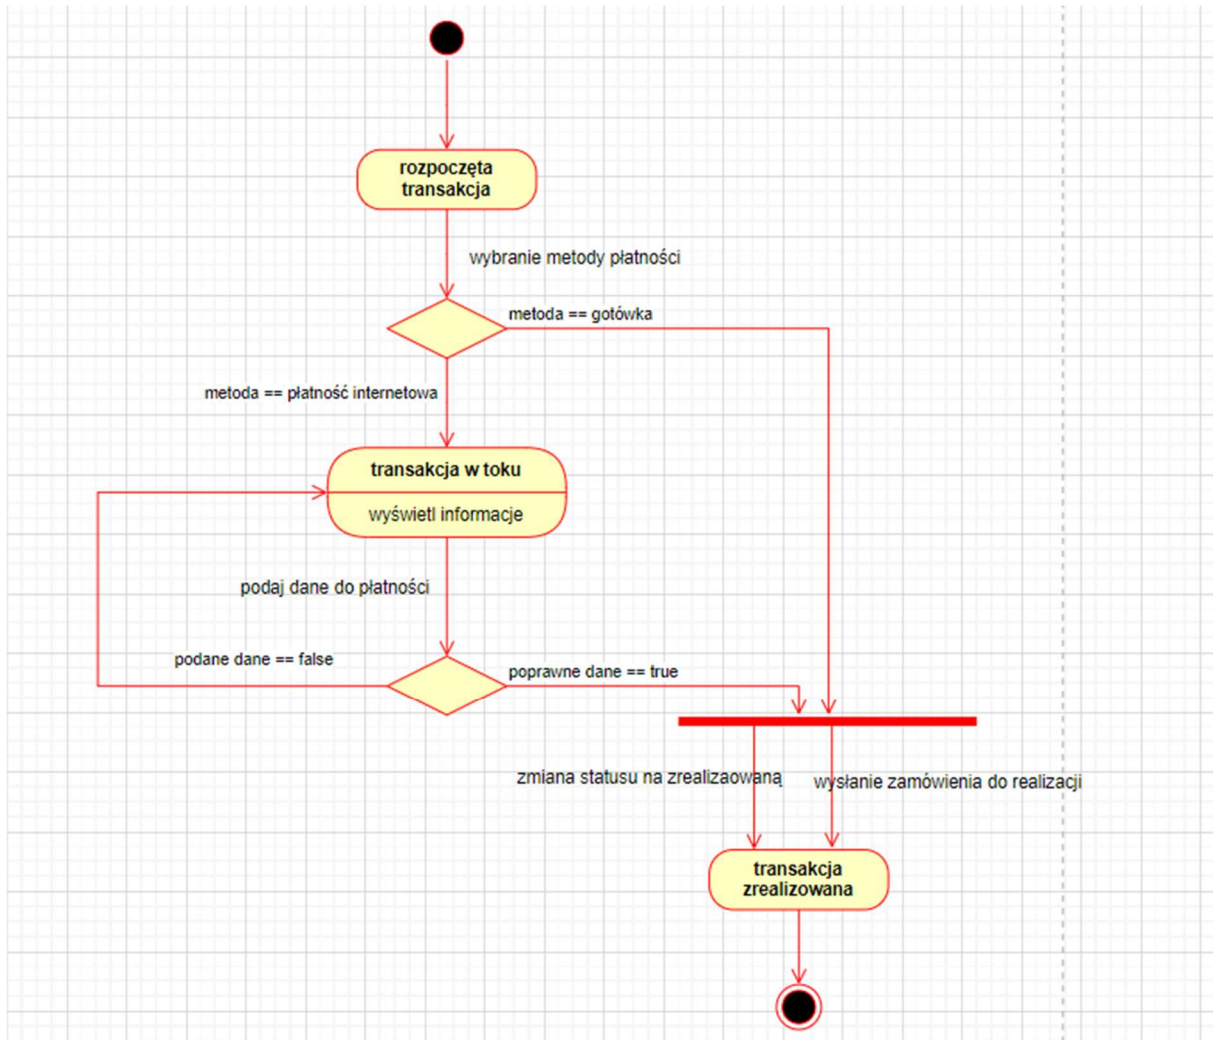 rozpoczęta
transakcja
wybranie metody płatności
metoda == gotówka
metoda == płatność internetowa
transakcja w toku
wyświetl informacje
podaj dane do płatności
podane dane == false
poprawne dane == true
zmiana statusu na zrealizaowaną
wysłanie zamówienia do realizacji
transakcja
zrealizowana